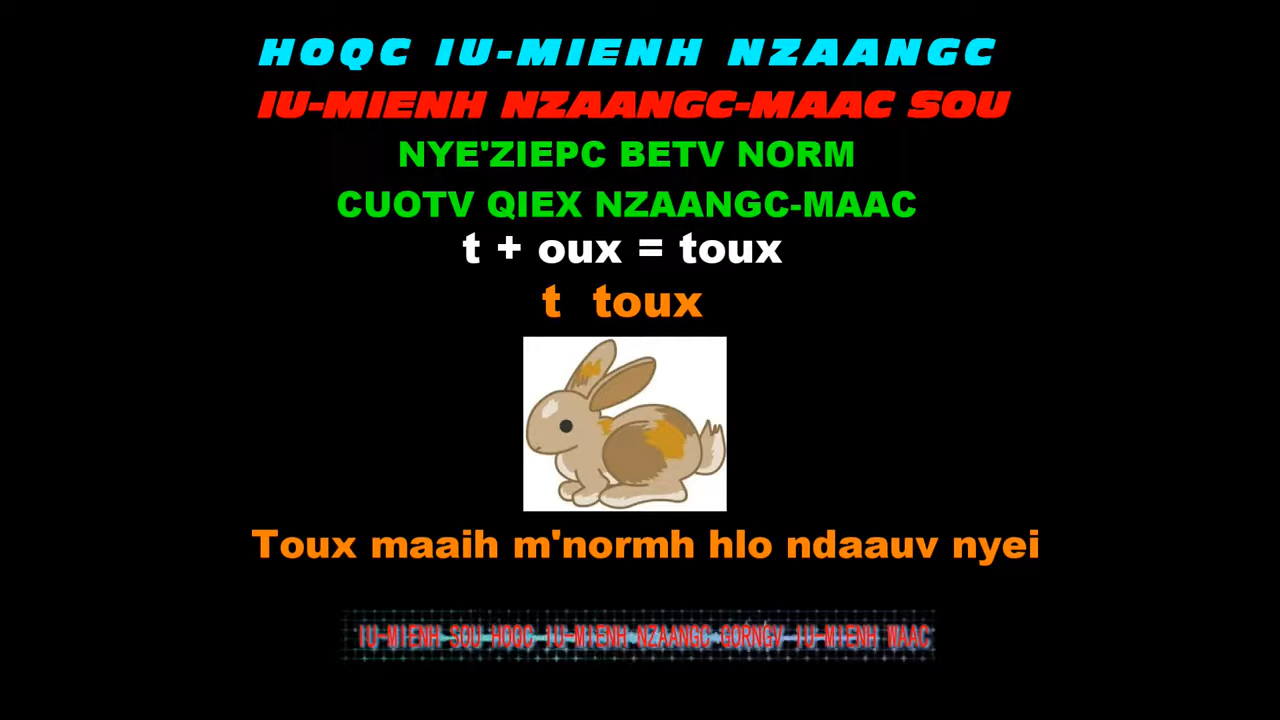 HOQC IU-MIENH NZAANGC
IU-MIENH NZAANGC-MAAC SOU
NYE'ZIEPC BETV NORM
CUOTV QIEX NZAANGC-MAAC
t + oux = toux
t toux
Toux maaih m'normh hlo ndaauv nyei
IU-MIENH SOU HOQC IU-MIENH NZAANGC GORNGV IU-MIENH WAAC